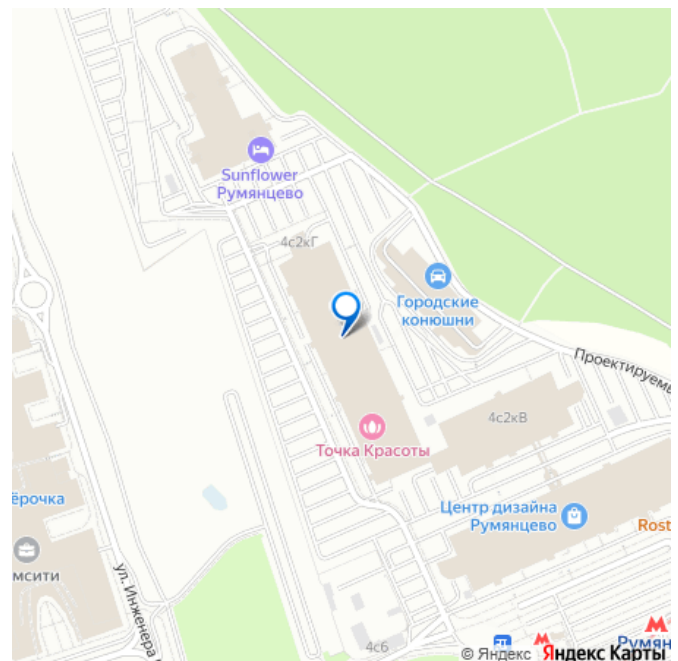 Sunflower
Румянцево
4с2кГ
Городские
конюшни
Проектируемы
4с2кВ
Точка Красоты
ёрочка
Центр дизайна
Румянцево
Rost
мсити
ул. Инженера
4с6
Румян
© Яндекс Яндекс Карты